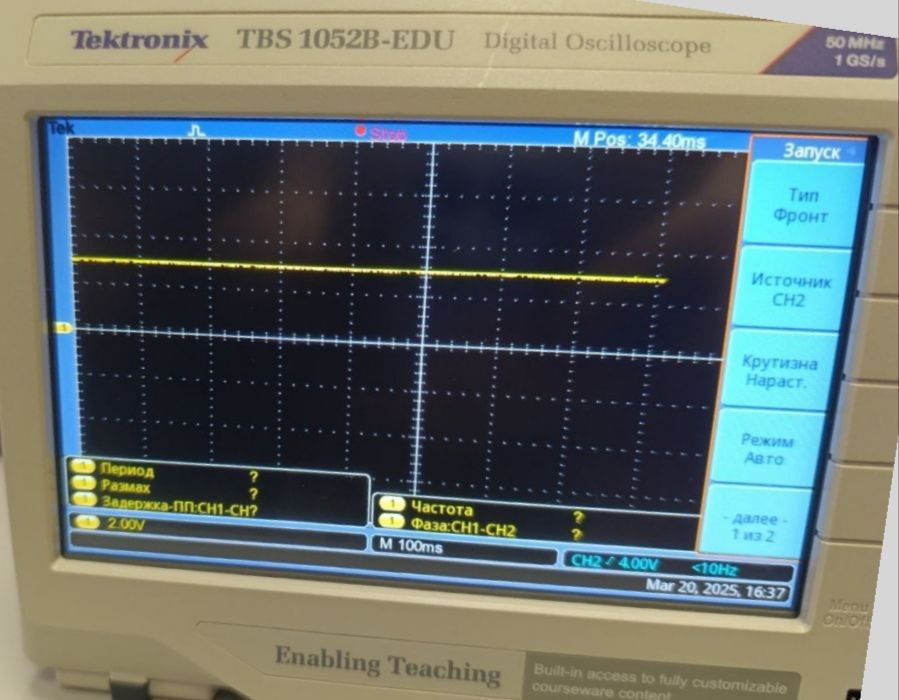 Tektronix TBS 1052B-EDU Digital Oscilloscope
50 MHz
1 GS/s
Tek Stop M Pos: 34.40ms
Запуск
Тип
Фронт
Источник
CH2
Крутизна
Нараст.
Режим
Авто
- далее -
1 из 2
1
1 Период ?
1 Размах ?
1 Задержка-ПП:CH1-CH?
1 Частота ?
1 Фаза:CH1-CH2 ?
1 2.00V
M 100ms
CH2 4.00V <10Hz
Mar 20, 2025, 16:37
Menu
On/Off
Enabling Teaching
Built-in access to fully customizable
courseware content